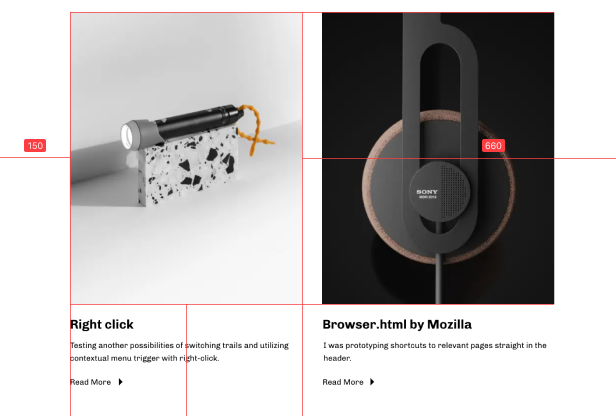 150
660
SONY
Right click
Testing another possibilities of switching trails and utilizing
contextual menu trigger with right-click.
Read More
Browser.html by Mozilla
I was prototyping shortcuts to relevant pages straight in the
header.
Read More